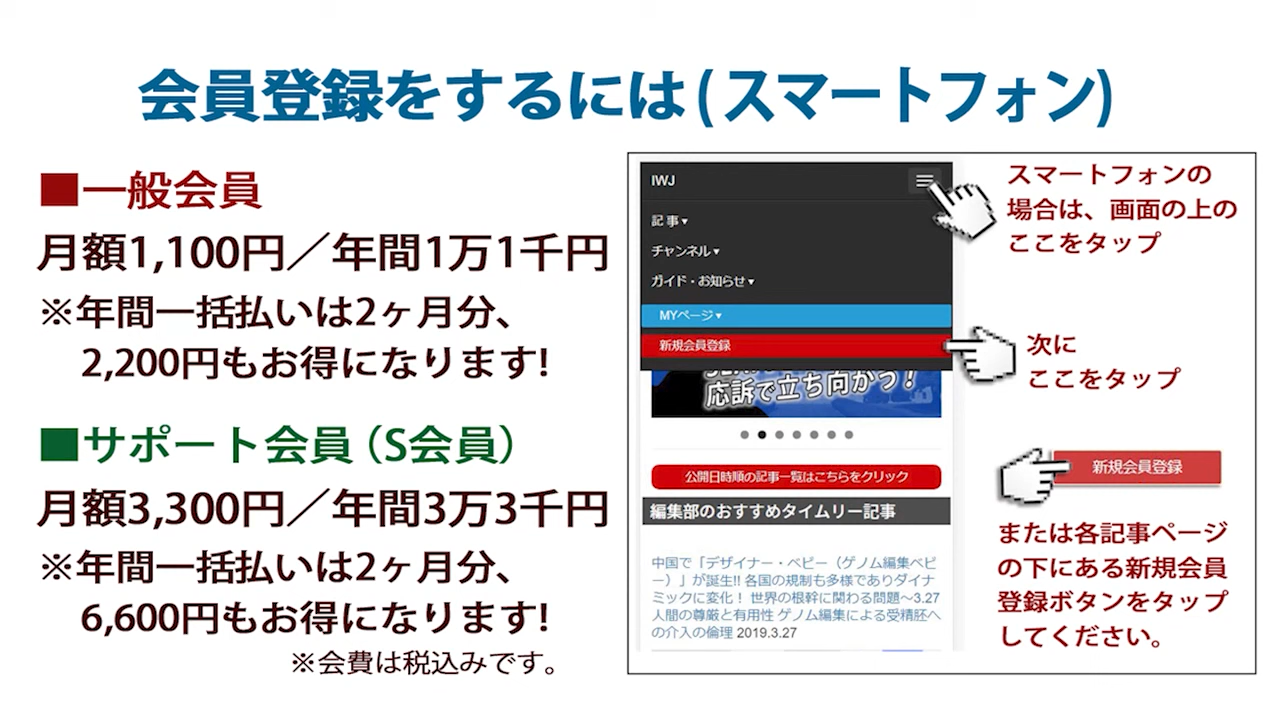 会員登録をするには(スマートフォン)
■一般会員
月額1,100円／年間1万1千円
※年間一括払いは2ヶ月分、
2,200円もお得になります!
■サポート会員（S会員）
月額3,300円／年間3万3千円
※年間一括払いは2ヶ月分、
6,600円もお得になります!
※会費は税込みです。
IWJ
記事▾
チャンネル▾
ガイド・お知らせ▾
MYページ▾
新規会員登録
応訴で立ち向かう！
公開日時順の記事一覧はこちらをクリック
編集部のおすすめタイムリー記事
中国で「デザイナー・ベビー（ゲノム編集ベビ
ー）」が誕生!! 各国の規制も多様でありダイナ
ミックに変化！ 世界の根幹に関わる問題～3.27
人間の尊厳と有用性 ゲノム編集による受精胚へ
の介入の倫理 2019.3.27
スマートフォンの
場合は、画面の上の
ここをタップ
次に
ここをタップ
新規会員登録
または各記事ページ
の下にある新規会員
登録ボタンをタップ
してください。